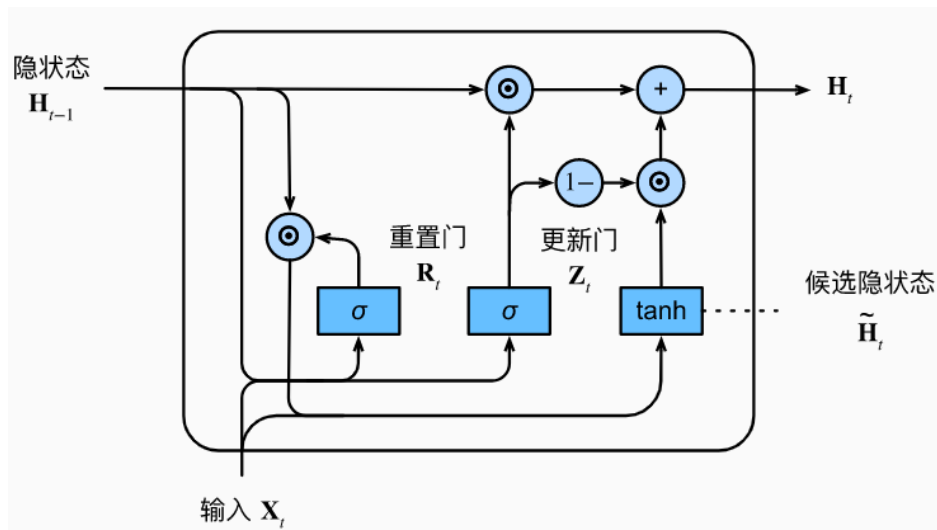 隐状态
H_{t−1}
⊙
+
H_t
1−
⊙
⊙
重置门
R_t
更新门
Z_t
σ
σ
tanh
候选隐状态
H̃_t
输入 X_t